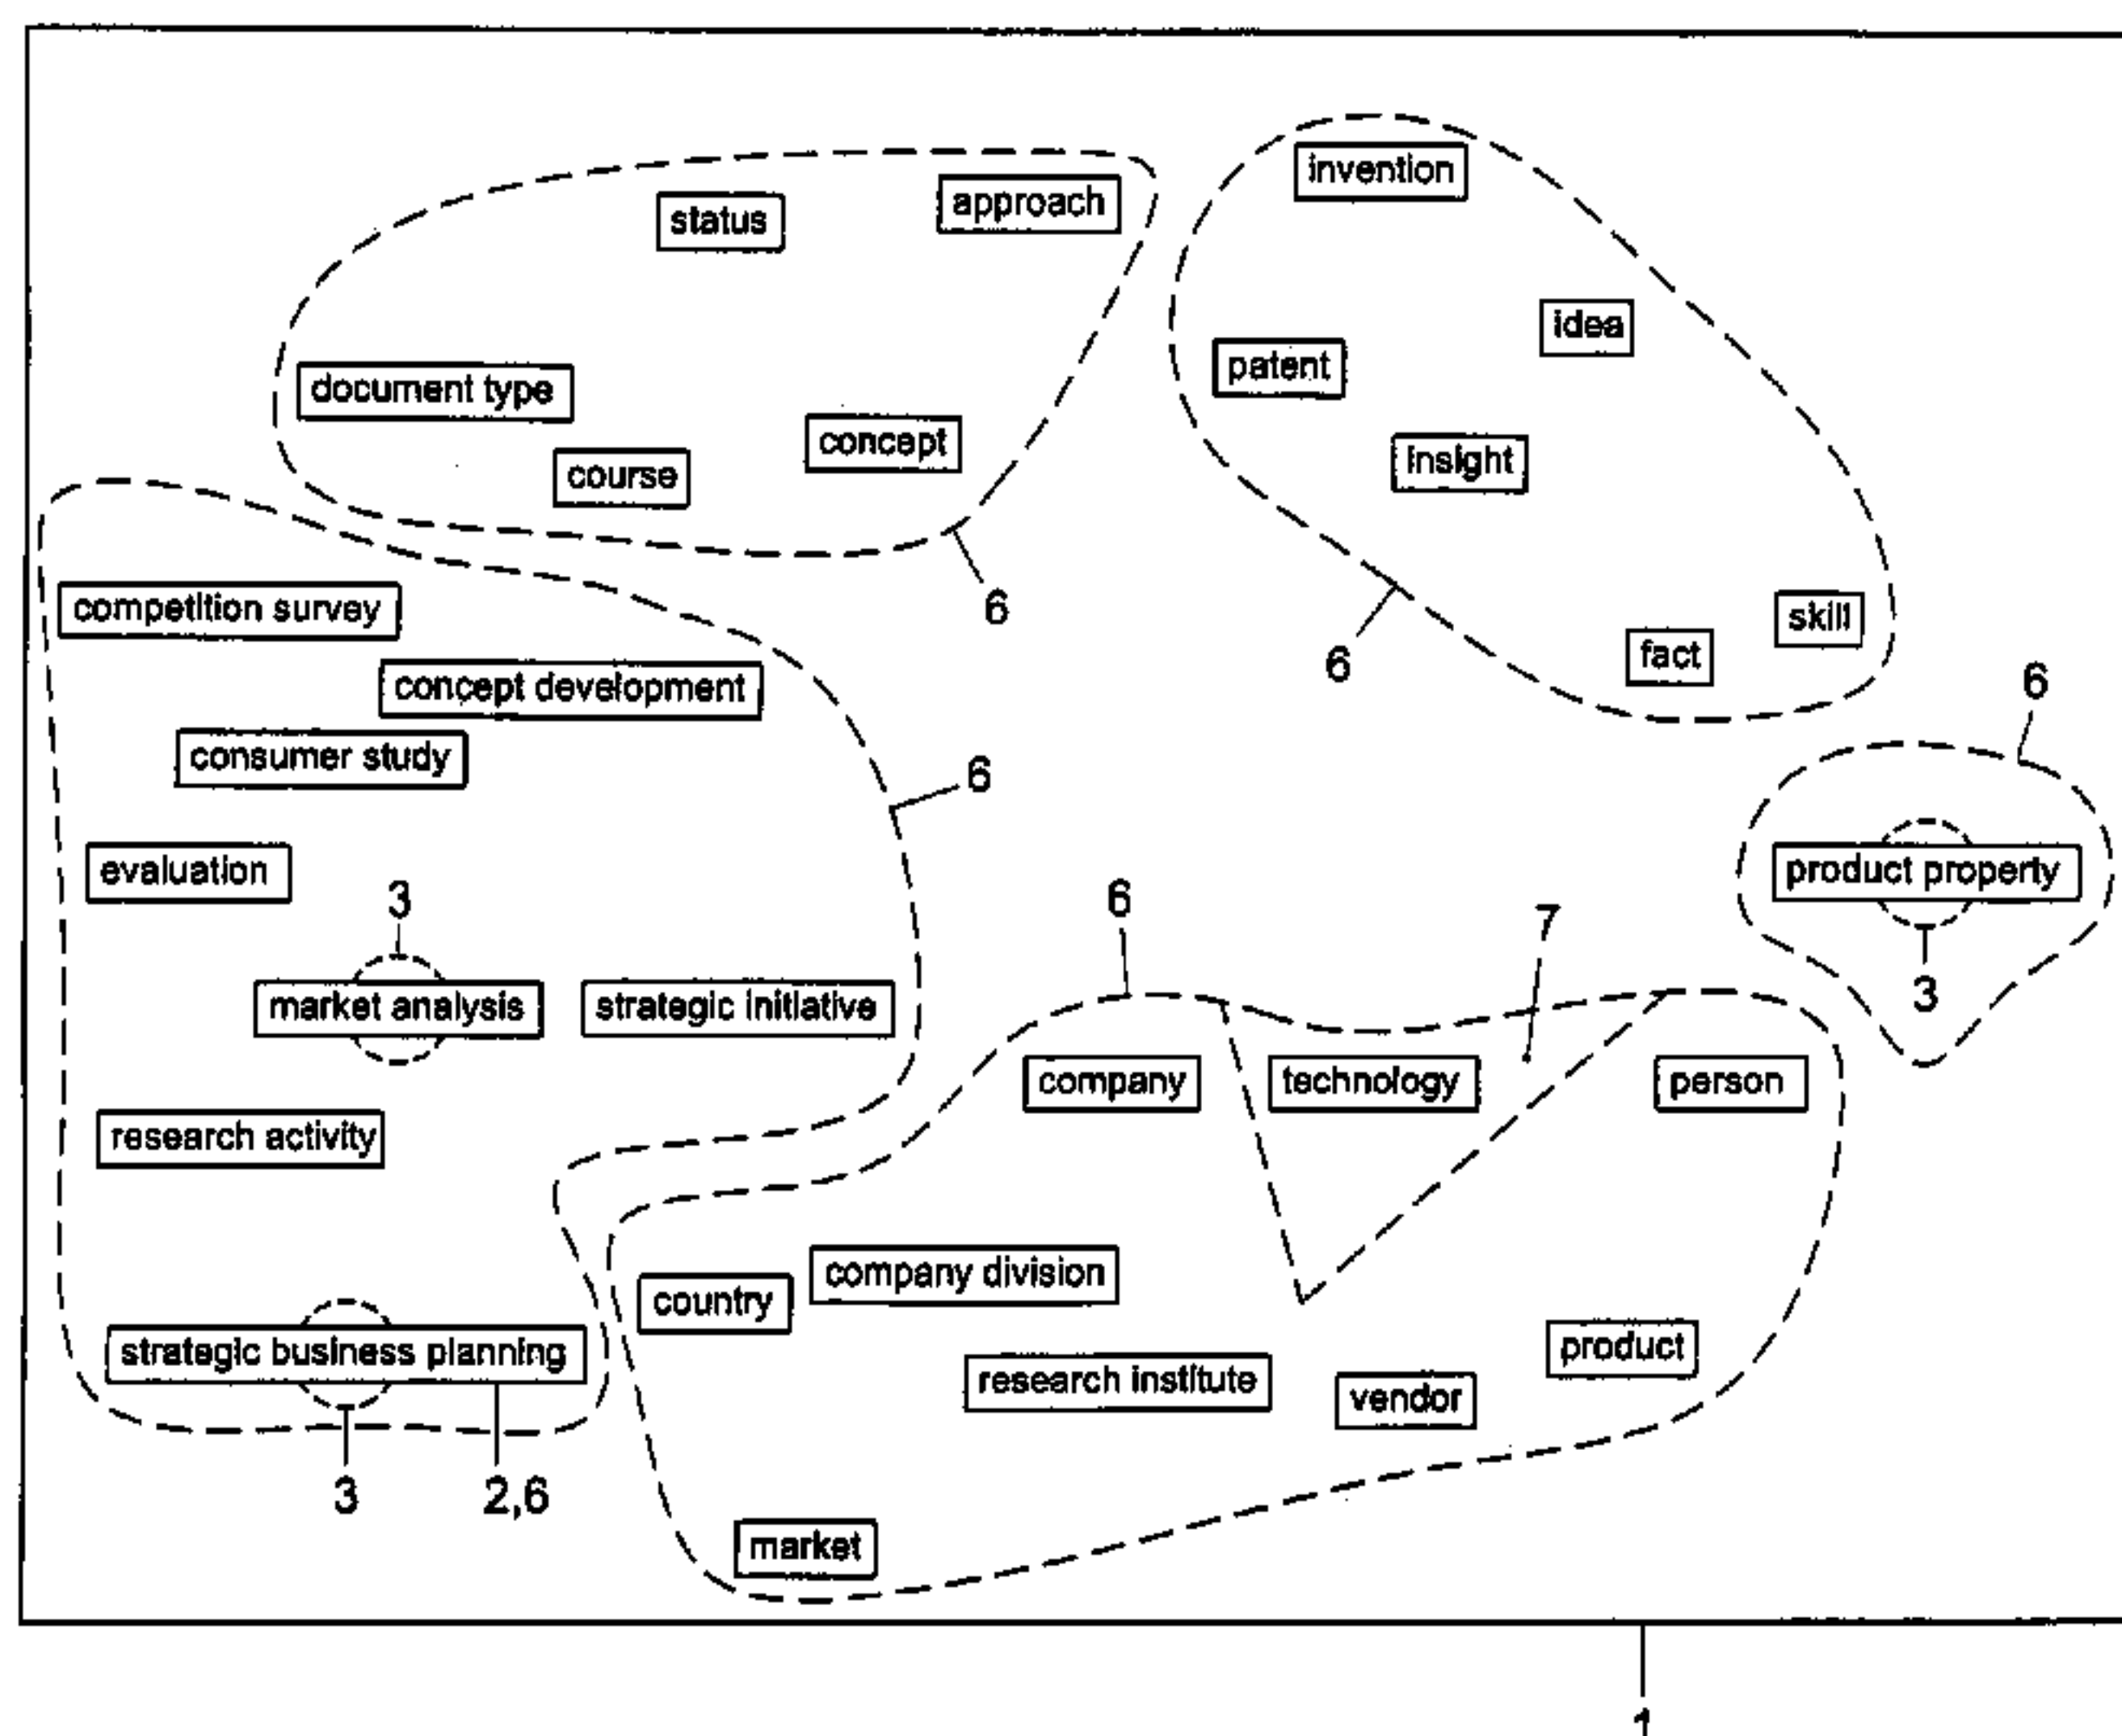 invention
status
approach
idea
patent
document type
concept
insight
course
competition survey
6
skill
fact
6
concept development
6
consumer study
6
evaluation
product property
3
6
7
3
market analysis
strategic initiative
company
technology
person
research activity
company division
country
strategic business planning
product
research institute
vendor
3
2,6
market
1